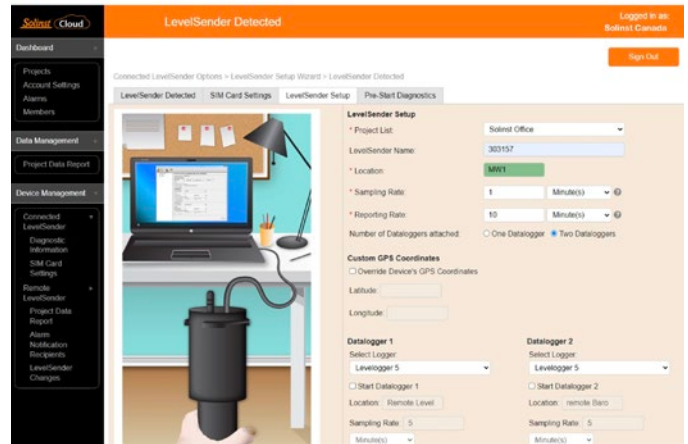 Solinst Cloud
LevelSender Detected
Logged in as:
Solinst Canada
Sign Out
Dashboard
Projects
Account Settings
Alarms
Members
Data Management
Project Data Report
Device Management
Connected LevelSender
Diagnostic Information
SIM Card Settings
Remote LevelSender
Project Data Report
Alarm Notification Recipients
LevelSender Changes
Connected LevelSender Options > LevelSender Setup Wizard > LevelSender Detected
LevelSender Detected SIM Card Settings LevelSender Setup Pre-Start Diagnostics
LevelSender Setup
* Project List: Solinst Office
LevelSender Name: 303157
* Location: MW1
* Sampling Rate: 1 Minute(s)
* Reporting Rate: 10 Minute(s)
Number of Dataloggers attached: One Datalogger Two Dataloggers
Custom GPS Coordinates
Override Device's GPS Coordinates
Latitude:
Longitude:
Datalogger 1 Datalogger 2
Select Logger: Select Logger:
Levelogger 5 Levelogger 5
Start Datalogger 1 Start Datalogger 2
Location: Remote Level Location: remote Baro
Sampling Rate 5 Sampling Rate 5
Minute(s) Minute(s)